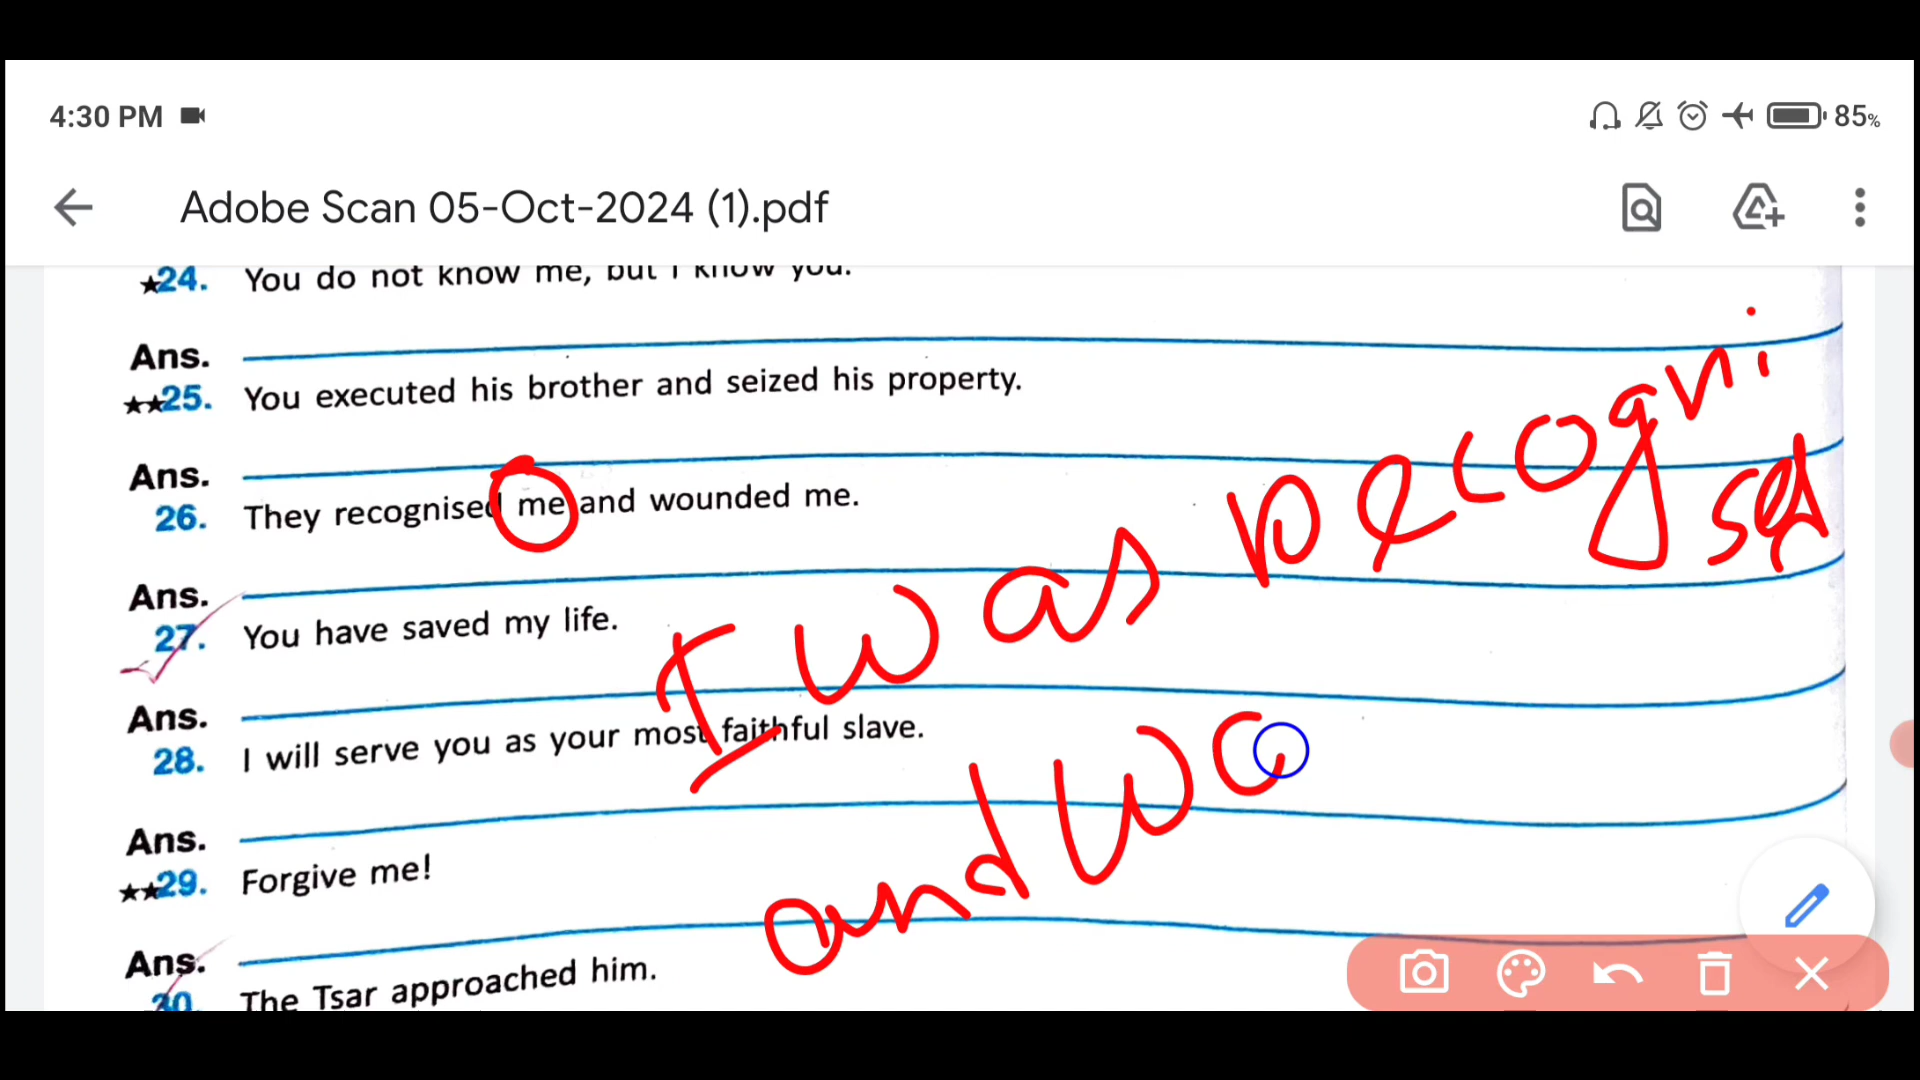 4:30 PM 85%
Adobe Scan 05-Oct-2024 (1).pdf
★24. You do not know me, but I know you.
Ans.
★★25. You executed his brother and seized his property.
Ans.
26. They recognised me and wounded me.
Ans.
27. You have saved my life.
Ans.
28. I will serve you as your most faithful slave.
Ans.
★★29. Forgive me!
Ans.
30. The Tsar approached him.
I was recogni
sed
and wo